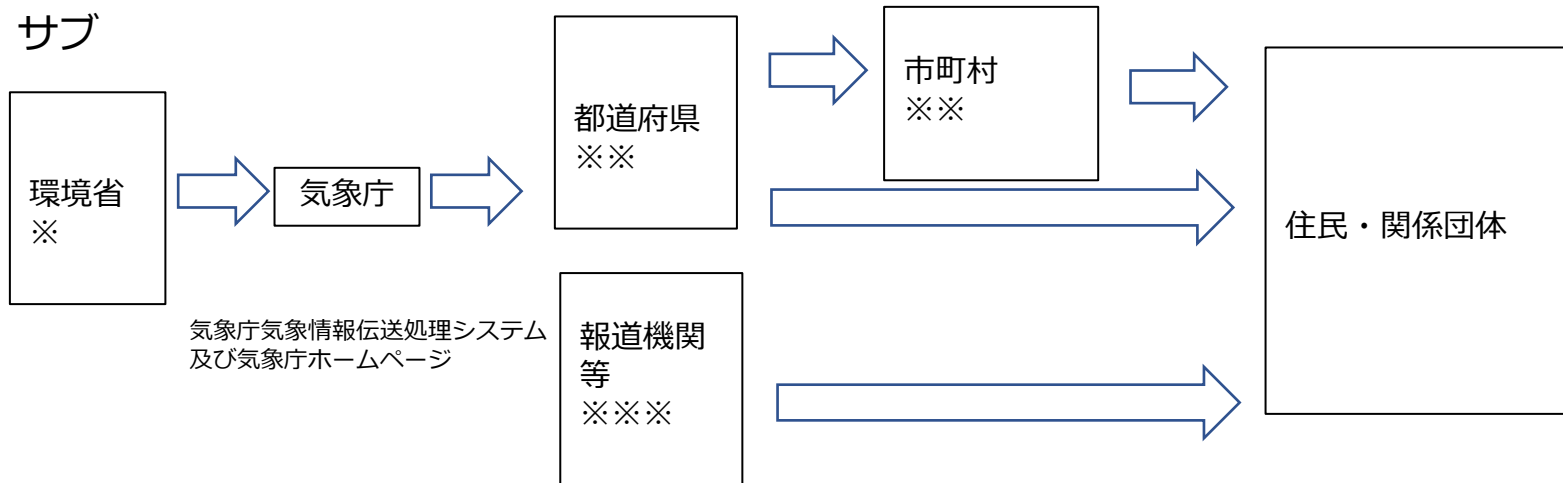 サブ
環境省
※
気象庁
都道府県
※※
市町村
※※
住民・関係団体
気象庁気象情報伝送処理システム
及び気象庁ホームページ
報道機関
等
※※※